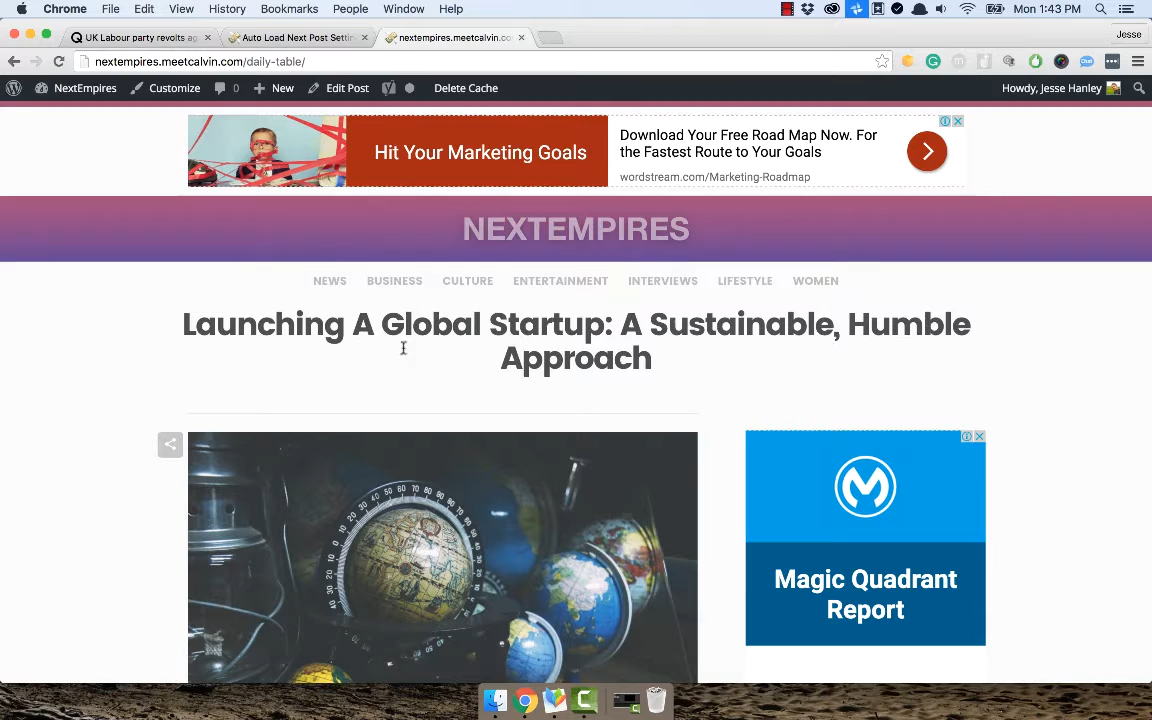 Chrome File Edit View History Bookmarks People Window Help Mon 1:43 PM
UK Labour party revolts ag Auto Load Next Post Settin nextempires.meetcalvin.co Jesse
nextempires.meetcalvin.com/daily-table/
NextEmpires Customize 0 New Edit Post Delete Cache Howdy, Jesse Hanley
Hit Your Marketing Goals
Download Your Free Road Map Now. For
the Fastest Route to Your Goals
wordstream.com/Marketing-Roadmap
NEXTEMPIRES
NEWS BUSINESS CULTURE ENTERTAINMENT INTERVIEWS LIFESTYLE WOMEN
Launching A Global Startup: A Sustainable, Humble
Approach
Magic Quadrant
Report